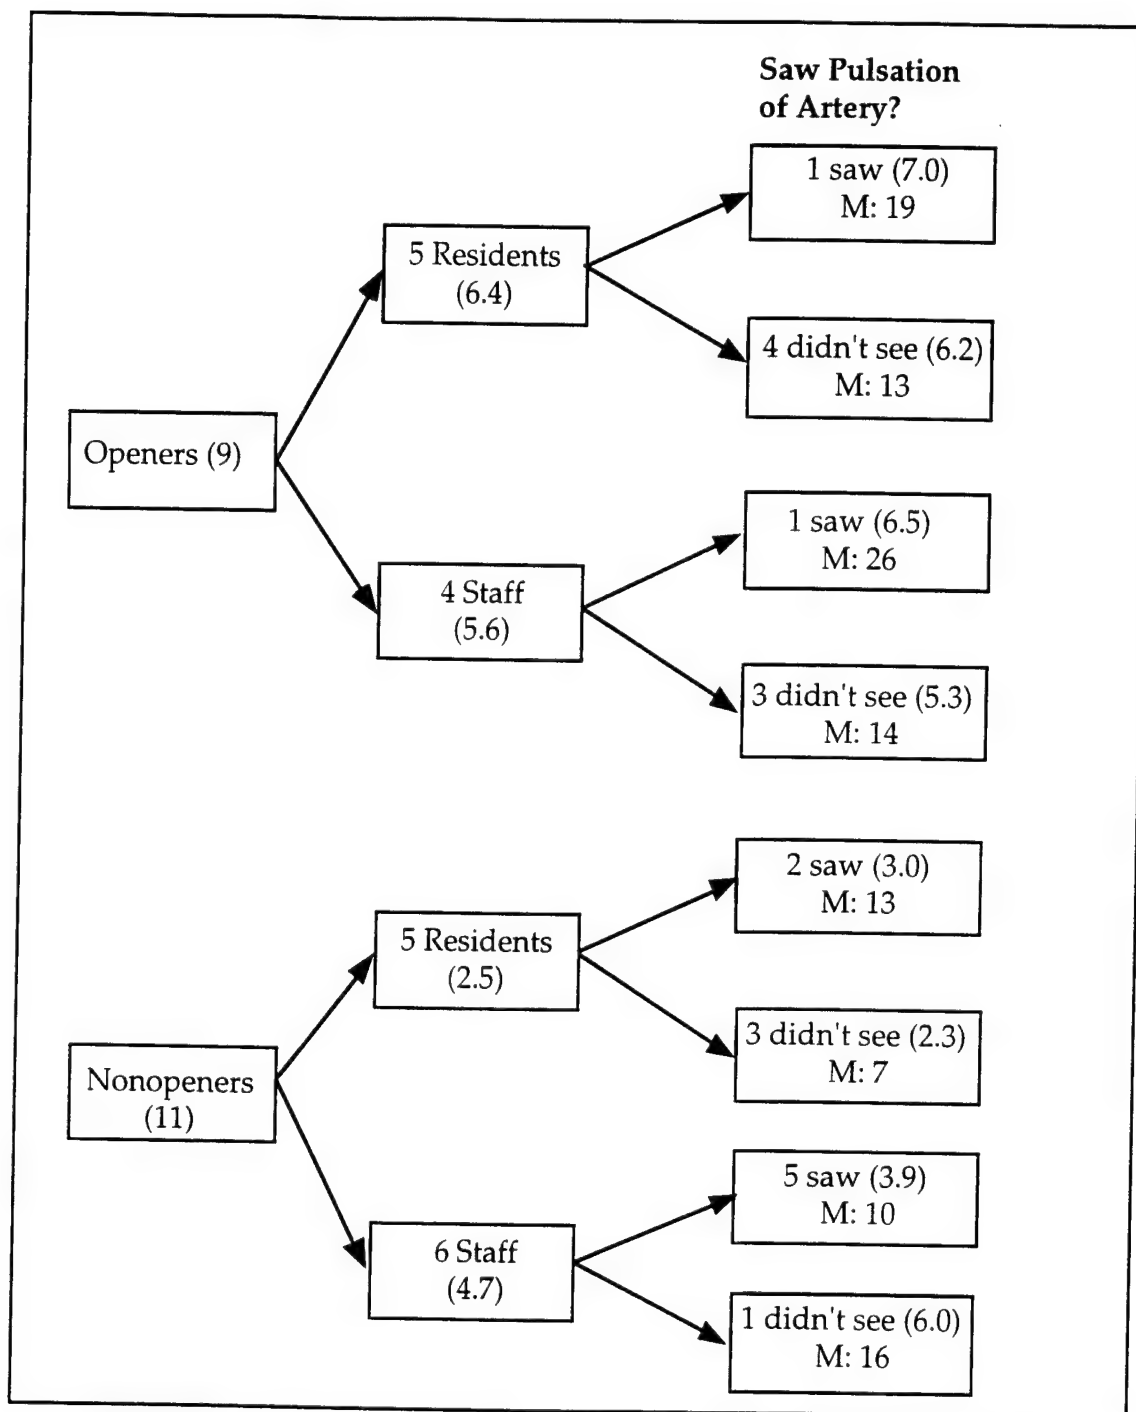 Saw Pulsation
of Artery?
1 saw (7.0)
M: 19
5 Residents
(6.4)
4 didn't see (6.2)
M: 13
Openers (9)
1 saw (6.5)
M: 26
4 Staff
(5.6)
3 didn't see (5.3)
M: 14
2 saw (3.0)
M: 13
5 Residents
(2.5)
3 didn't see (2.3)
M: 7
Nonopeners
(11)
5 saw (3.9)
M: 10
6 Staff
(4.7)
1 didn't see (6.0)
M: 16